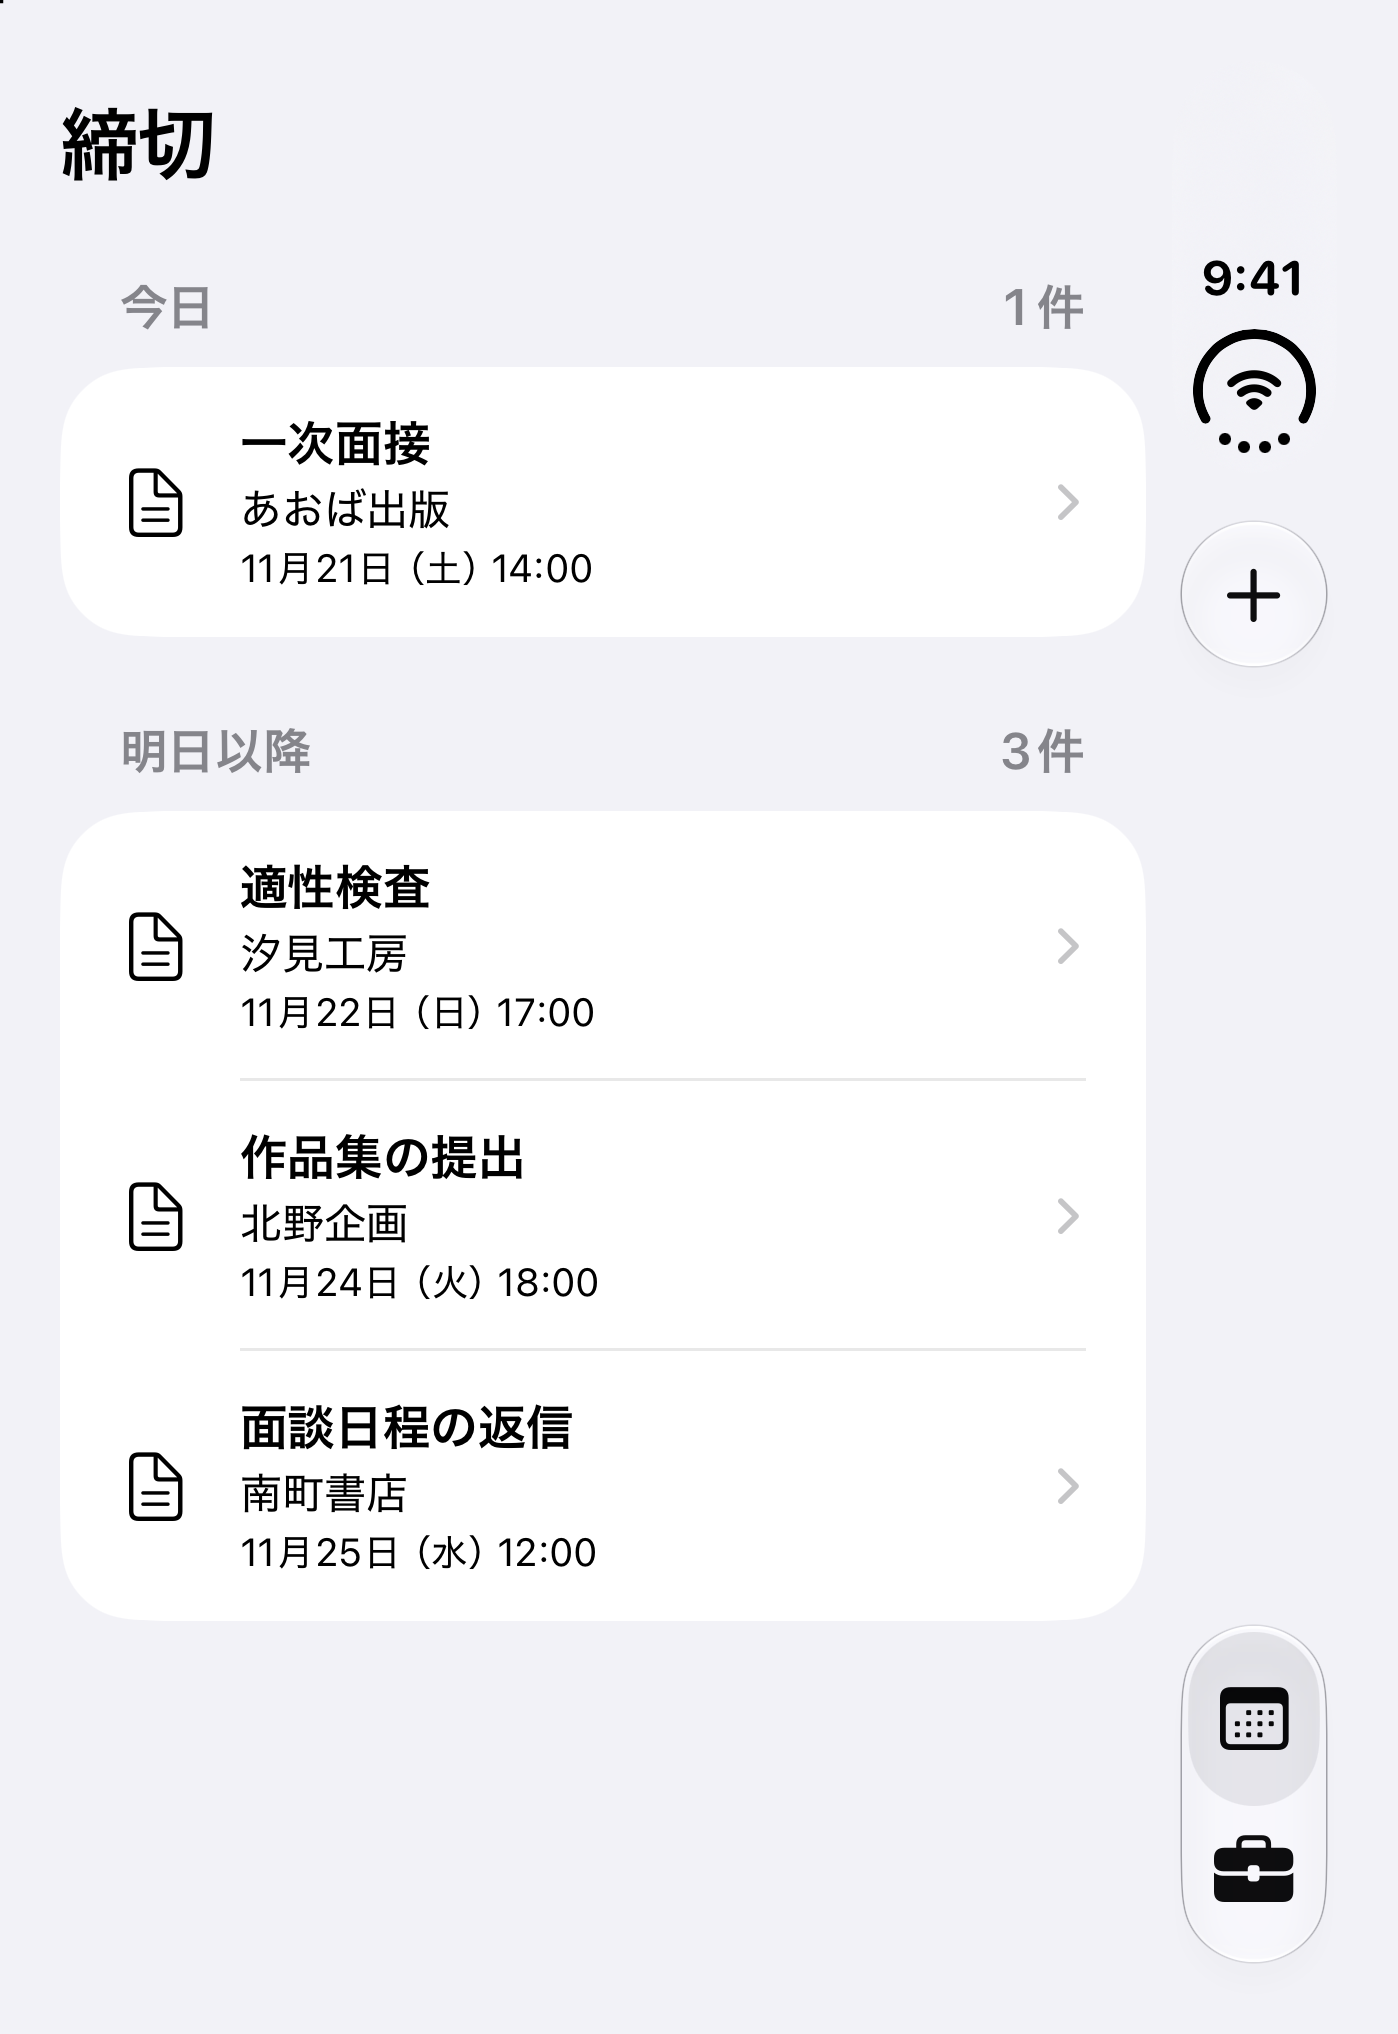 締切
9:41
今日
1件
一次面接
あおば出版
11月21日（土）14:00
明日以降
3件
適性検査
汐見工房
11月22日（日）17:00
作品集の提出
北野企画
11月24日（火）18:00
面談日程の返信
南町書店
11月25日（水）12:00